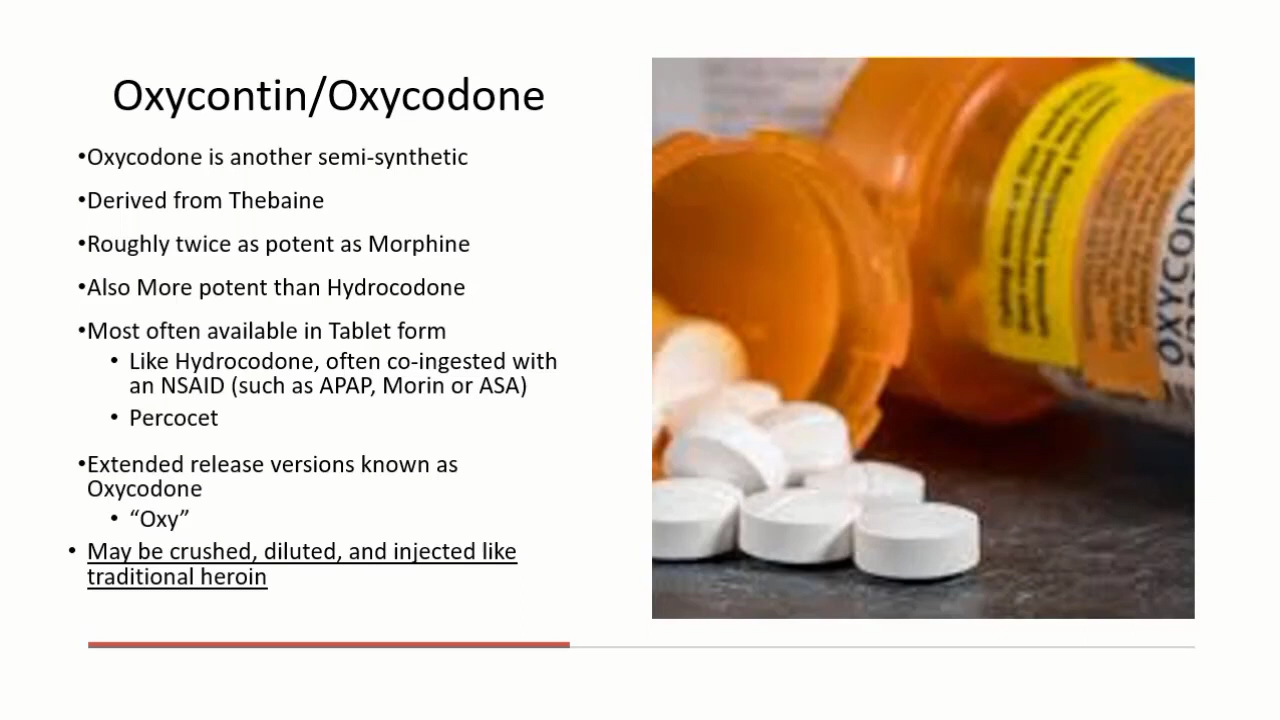 Oxycontin/Oxycodone
•Oxycodone is another semi-synthetic
•Derived from Thebaine
•Roughly twice as potent as Morphine
•Also More potent than Hydrocodone
•Most often available in Tablet form
• Like Hydrocodone, often co-ingested with
an NSAID (such as APAP, Morin or ASA)
• Percocet
•Extended release versions known as
Oxycodone
• “Oxy”
• May be crushed, diluted, and injected like
traditional heroin
OXYCOD